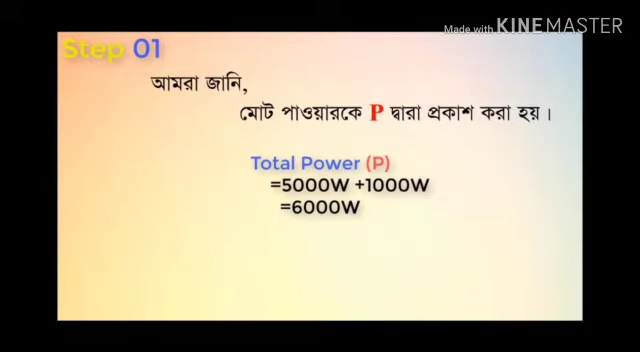 Made with KINEMASTER
Step 01
আমরা জানি,
মোট পাওয়ারকে P দ্বারা প্রকাশ করা হয়।
Total Power (P)
=5000W +1000W
=6000W